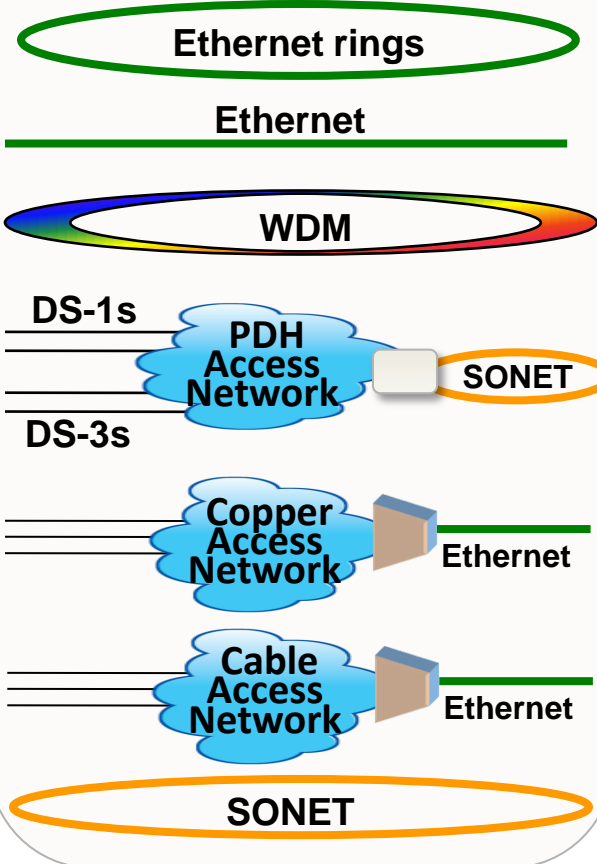 Ethernet rings
Ethernet
WDM
DS-1s
PDH
Access
Network
SONET
DS-3s
Copper
Access
Network
Ethernet
Cable
Access
Network
Ethernet
SONET